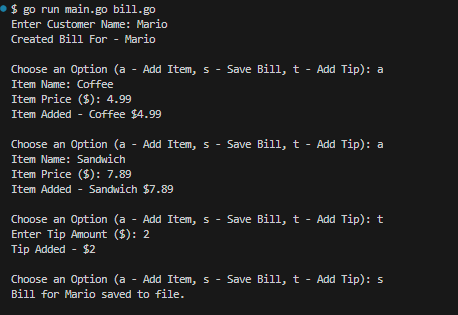 $ go run main.go bill.go
Enter Customer Name: Mario
Created Bill For - Mario
Choose an Option (a - Add Item, s - Save Bill, t - Add Tip): a
Item Name: Coffee
Item Price ($): 4.99
Item Added - Coffee $4.99
Choose an Option (a - Add Item, s - Save Bill, t - Add Tip): a
Item Name: Sandwich
Item Price ($): 7.89
Item Added - Sandwich $7.89
Choose an Option (a - Add Item, s - Save Bill, t - Add Tip): t
Enter Tip Amount ($): 2
Tip Added - $2
Choose an Option (a - Add Item, s - Save Bill, t - Add Tip): s
Bill for Mario saved to file.